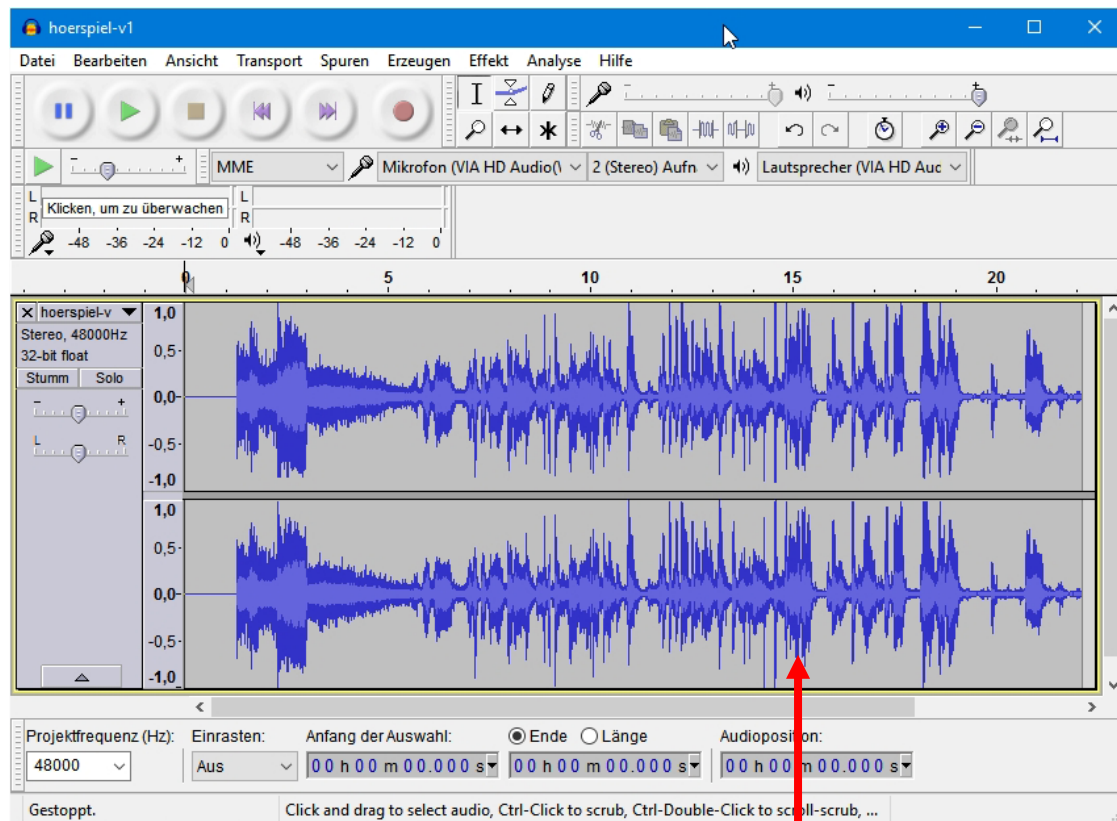 hoerspiel-v1
Datei Bearbeiten Ansicht Transport Spuren Erzeugen Effekt Analyse Hilfe
MME Mikrofon (VIA HD Audio(\ 2 (Stereo) Aufn Lautsprecher (VIA HD Auc
L L
Klicken, um zu überwachen
R R
-48 -36 -24 -12 0 -48 -36 -24 -12 0
0 5 10 15 20
hoerspiel-v 1,0
Stereo, 48000Hz
32-bit float 0,5-
Stumm Solo
- + 0,0-
L R -0,5-
-1,0
1,0
0,5-
0,0-
-0,5-
-1,0
Projektfrequenz (Hz): Einrasten: Anfang der Auswahl: Ende Länge Audioposition:
48000 Aus 00 h 00 m 00.000 s 00 h 00 m 00.000 s 00 h 00 m 00.000 s
Gestoppt. Click and drag to select audio, Ctrl-Click to scrub, Ctrl-Double-Click to scroll-scrub, ...